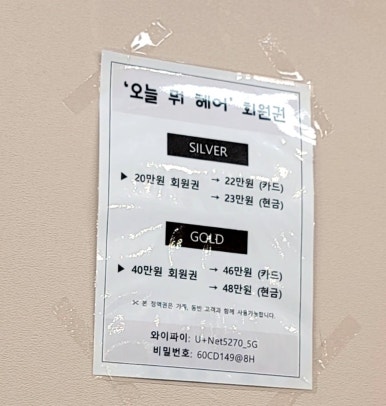 '오늘 뭐 헤어' 회원권
SILVER
▶ 20만원 회원권 → 22만원 (카드)
→ 23만원 (현금)
GOLD
▶ 40만원 회원권 → 46만원 (카드)
→ 48만원 (현금)
※ 본 정액권은 가족, 동반 고객과 함께 사용가능합니다.
와이파이: U+Net5270_5G
비밀번호: 60CD149@8H